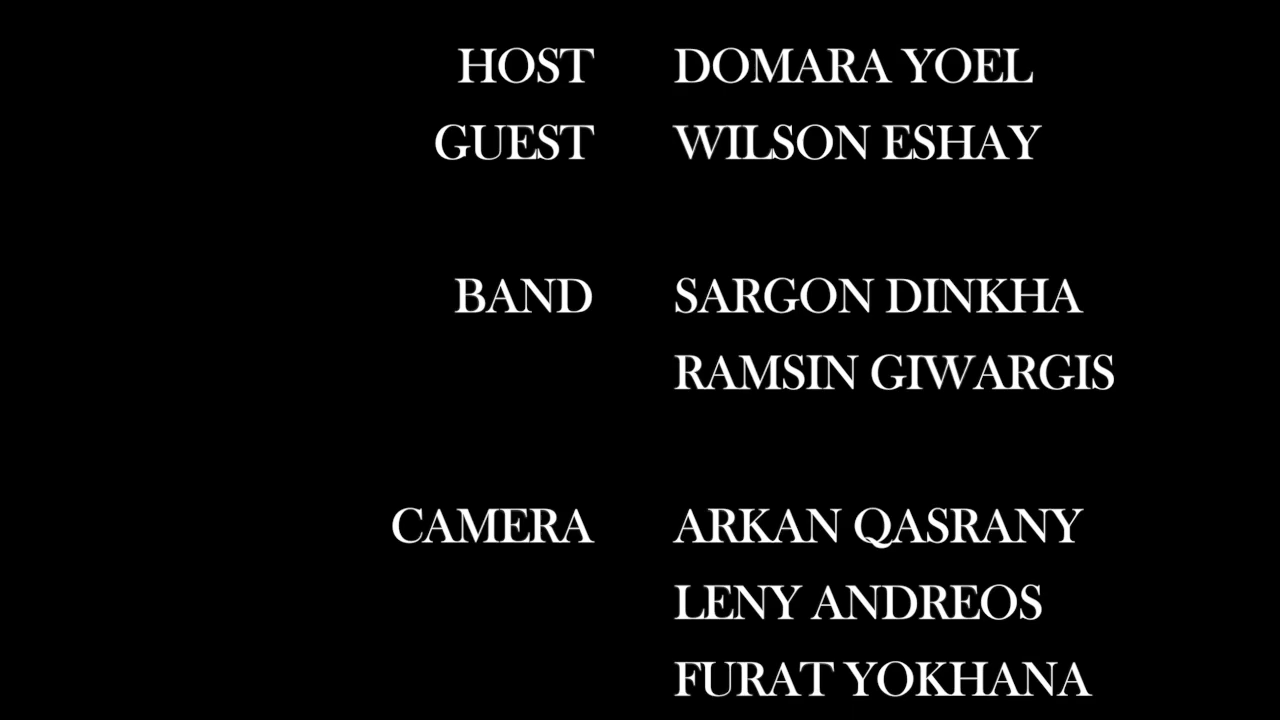 HOST DOMARA YOEL
GUEST WILSON ESHAY
BAND SARGON DINKHA
RAMSIN GIWARGIS
CAMERA ARKAN QASRANY
LENY ANDREOS
FURAT YOKHANA